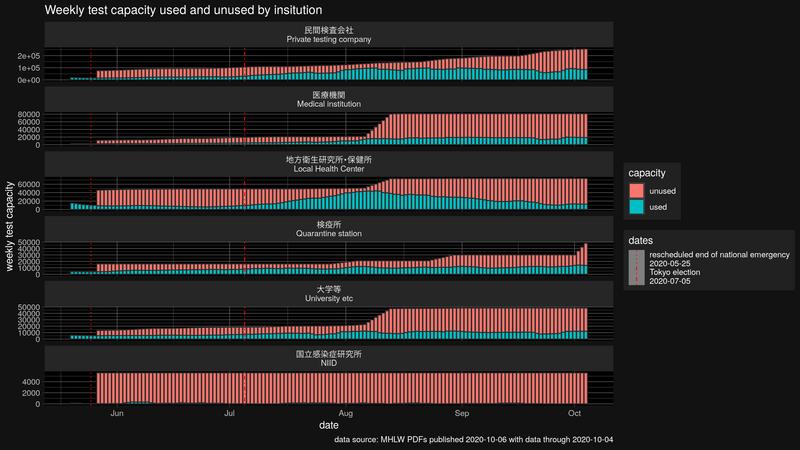 Weekly test capacity used and unused by insitution
民間検査会社
Private testing company
2e+05
1e+05
0e+00
医療機関
Medical institution
80000
60000
40000
20000
0
地方衛生研究所・保健所
Local Health Center
60000
40000
20000
0
検疫所
Quarantine station
50000
40000
30000
20000
10000
0
大学等
University etc
50000
40000
30000
20000
10000
0
国立感染症研究所
NIID
4000
2000
0
weekly test capacity
Jun Jul Aug Sep Oct
date
capacity
unused
used
dates
rescheduled end of national emergency
2020-05-25
Tokyo election
2020-07-05
data source: MHLW PDFs published 2020-10-06 with data through 2020-10-04